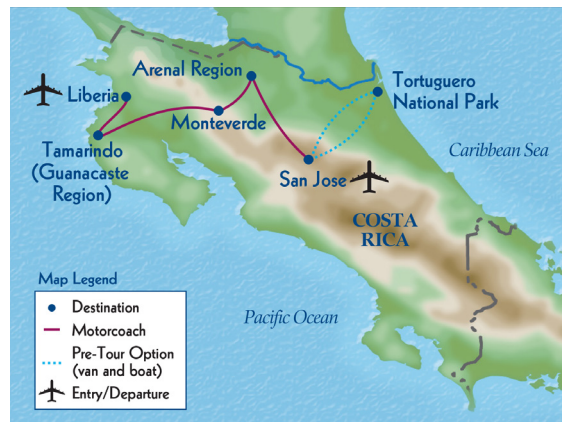 Arenal Region
Liberia
Tortuguero
National Park
Monteverde
Tamarindo
(Guanacaste
Region)
Caribbean Sea
San Jose
COSTA
RICA
Map Legend
Destination
Motorcoach
Pre-Tour Option
(van and boat)
Entry/Departure
Pacific Ocean